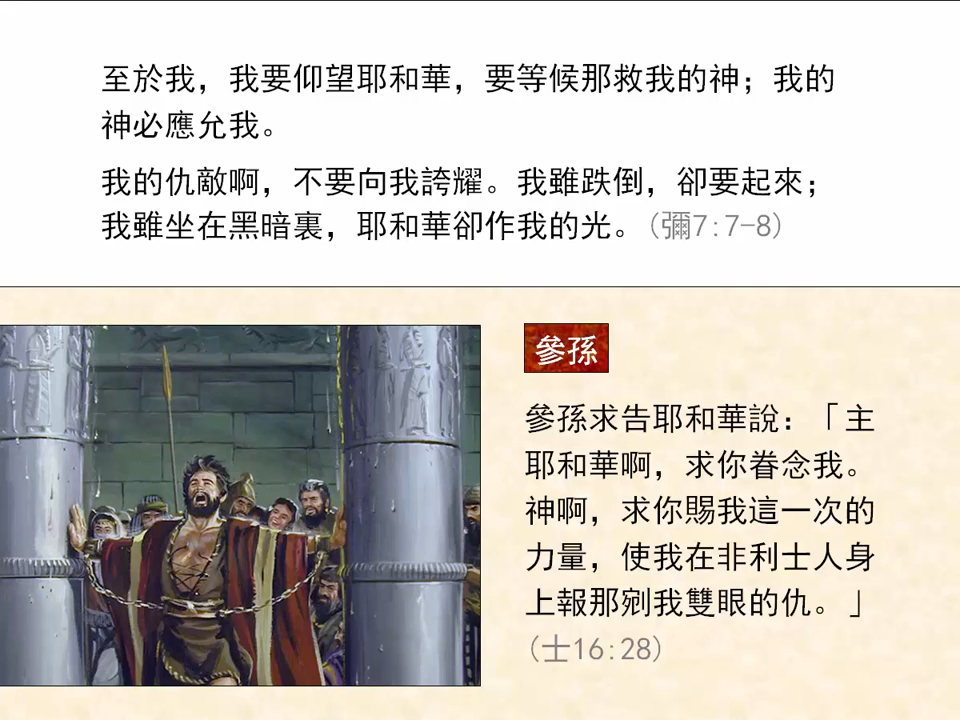 至於我，我要仰望耶和華，要等候那救我的神；我的
神必應允我。
我的仇敵啊，不要向我誇耀。我雖跌倒，卻要起來；
我雖坐在黑暗裏，耶和華卻作我的光。(彌7:7-8)
參孫
參孫求告耶和華說：「主
耶和華啊，求你眷念我。
神啊，求你賜我這一次的
力量，使我在非利士人身
上報那剜我雙眼的仇。」
(士16:28)